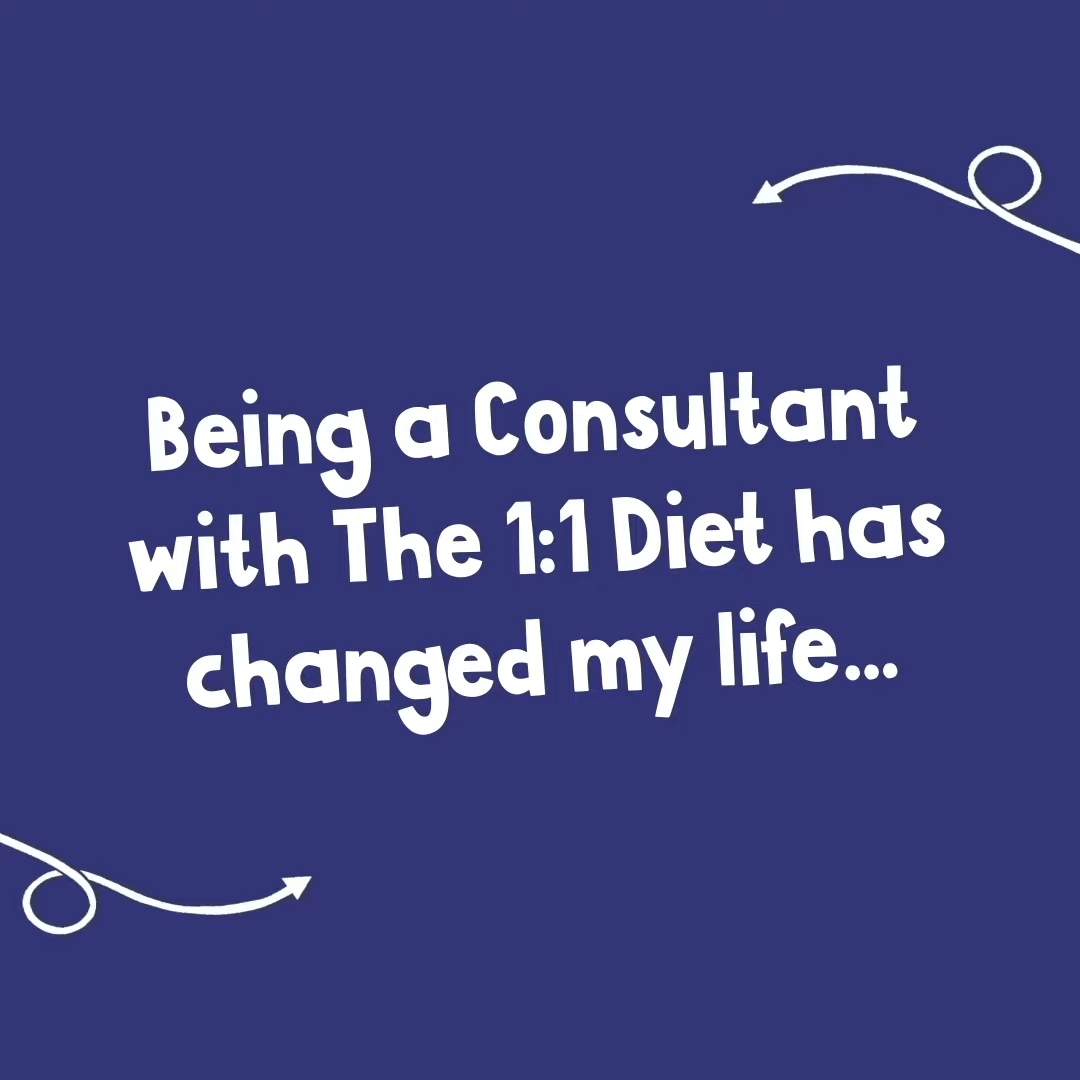 Being a Consultant
with The 1:1 Diet has
changed my life...